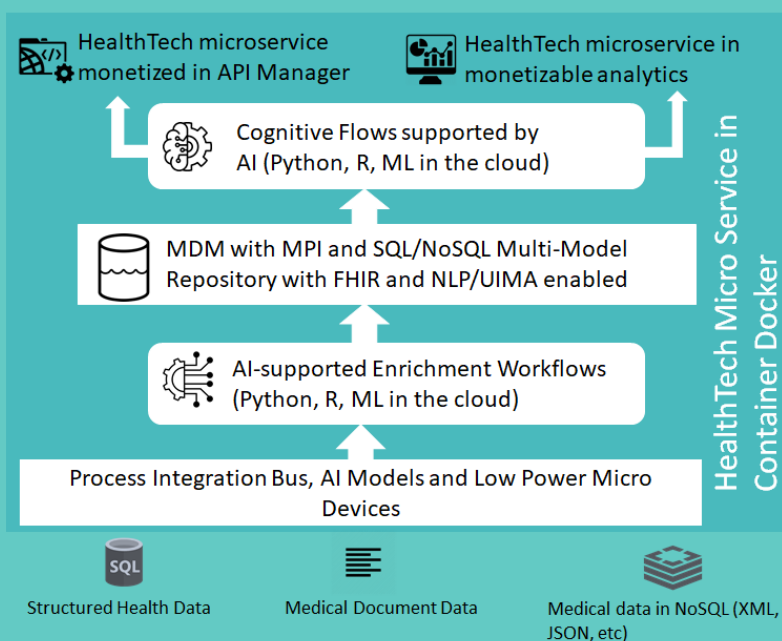 HealthTech microservice
monetized in API Manager
HealthTech microservice in
monetizable analytics
Cognitive Flows supported by
AI (Python, R, ML in the cloud)
MDM with MPI and SQL/NoSQL Multi-Model
Repository with FHIR and NLP/UIMA enabled
AI-supported Enrichment Workflows
(Python, R, ML in the cloud)
Process Integration Bus, AI Models and Low Power Micro
Devices
HealthTech Micro Service in
Container Docker
SQL
Structured Health Data
Medical Document Data
Medical data in NoSQL (XML,
JSON, etc)